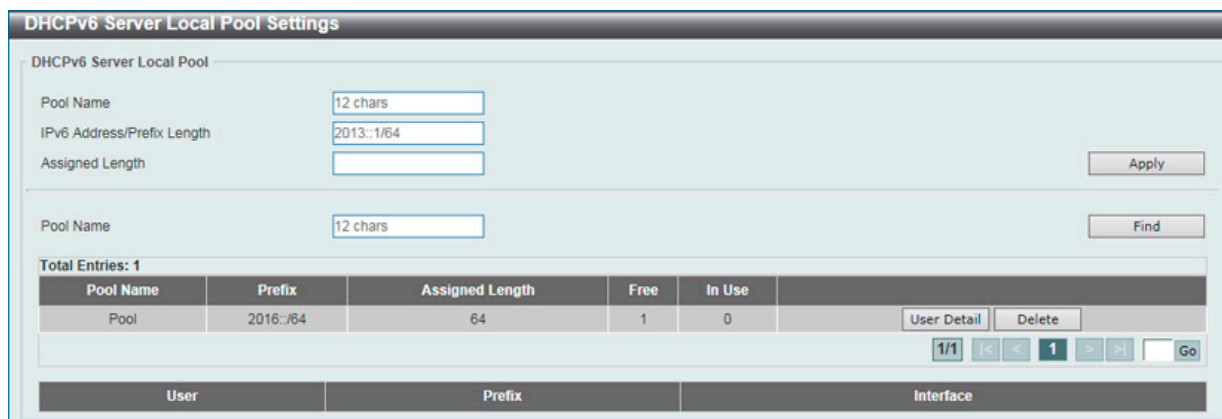 DHCPv6 Server Local Pool Settings
DHCPv6 Server Local Pool
Pool Name 12 chars
IPv6 Address/Prefix Length 2013::1/64
Assigned Length Apply
Pool Name 12 chars Find
Total Entries: 1
Pool Name Prefix Assigned Length Free In Use
Pool 2016::/64 64 1 0 User Detail Delete
1/1 |< < 1 > >| Go
User Prefix Interface